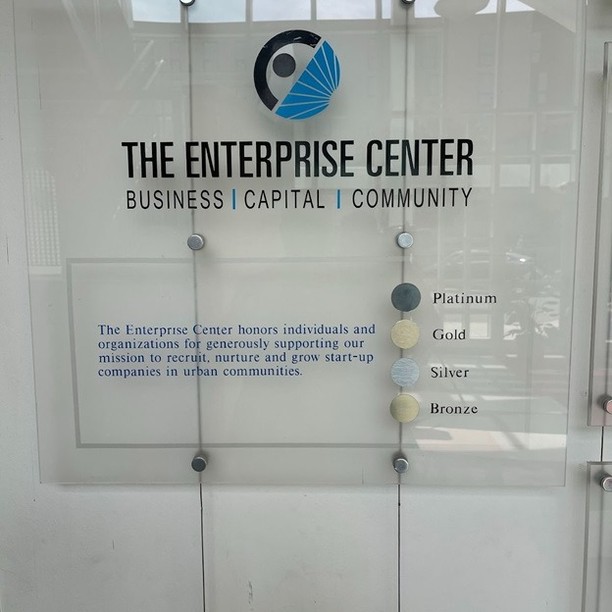 THE ENTERPRISE CENTER
BUSINESS | CAPITAL | COMMUNITY
The Enterprise Center honors individuals and
organizations for generously supporting our
mission to recruit, nurture and grow start-up
companies in urban communities.
Platinum
Gold
Silver
Bronze